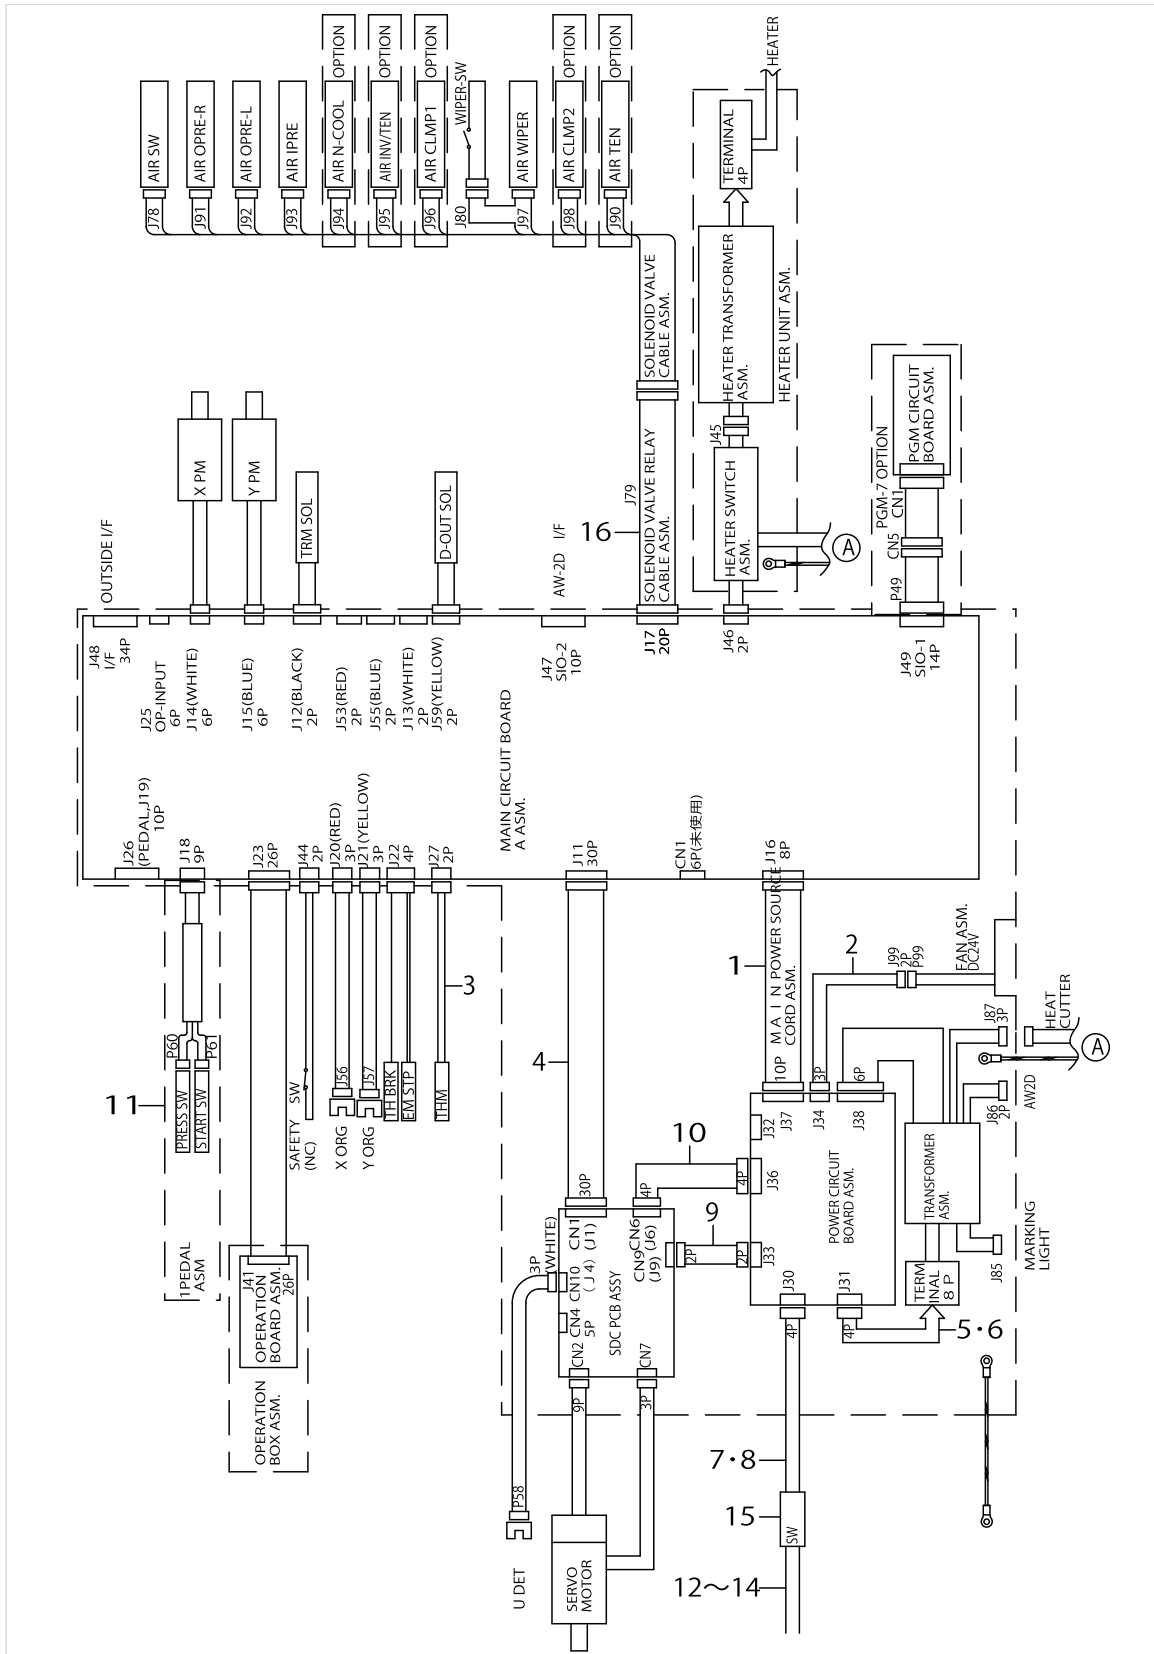 AIR SW
AIR OPRE-R
AIR OPRE-L
AIR IPRE
AIR N-COOL
OPTION
AIR INV/TEN
OPTION
AIR CLMP1
OPTION
WIPER-SW
AIR WIPER
AIR CLMP2
OPTION
AIR TEN
OPTION
J78
J91
J92
J93
J94
J95
J96
J80
J97
J98
J90
HEATER
TERMINAL
4P
HEATER TRANSFORMER
ASM.
HEATER UNIT ASM.
J45
HEATER SWITCH
ASM.
A
SOLENOID VALVE
CABLE ASM.
J79
SOLENOID VALVE RELAY
CABLE ASM.
16
PGM-7 OPTION
PGM CIRCUIT
BOARD ASM.
CN1
CN5
P49
X PM
Y PM
TRM SOL
D-OUT SOL
OUTSIDE I/F
AW-2D I/F
J48
I/F
34P
J25
OP-INPUT
6P
J14(WHITE)
6P
J15(BLUE)
6P
J12(BLACK)
2P
J53(RED)
2P
J55(BLUE)
2P
J13(WHITE)
2P
J59(YELLOW)
2P
J47
SIO-2
10P
J17
20P
J46
2P
J49
SIO-1
14P
MAIN CIRCUIT BOARD
A ASM.
J26
(PEDAL,J19)
10P
J18
9P
J23
26P
J44
2P
J20(RED)
3P
J21(YELLOW)
3P
J22
4P
J27
2P
J11
30P
CN1
6P(未使用)
J16
8P
11
P60
P61
PRESS SW
START SW
1PEDAL
ASM
SAFETY SW
(NC)
J56
X ORG
J57
Y ORG
TH BRK
EM STP
THM
3
4
1
MAIN POWER SOURCE
CORD ASM.
2
J99
2P
P99
FAN ASM.
DC24V
J87
3P
HEAT
CUTTER
A
J86
2P
AW2D
10P
3P
6P
J32
J37
J34
J38
10
4P
J36
9
2P
2P
J33
POWER CIRCUIT
BOARD ASM.
TRANSFORMER
ASM.
MARKING
LIGHT
J85
TERM
INAL
8 P
J30
J31
4P
4P
5・6
J41
OPERATION
BOARD ASM.
26P
OPERATION
BOX ASM.
30P
4P
3P
(WHITE)
CN1
(J1)
CN6
(J6)
CN9
(J9)
CN10
(J4)
CN4
5P
CN2
CN7
SDC PCB ASSY
9P
3P
P58
U DET
SERVO
MOTOR
7・8
15
SW
12～14